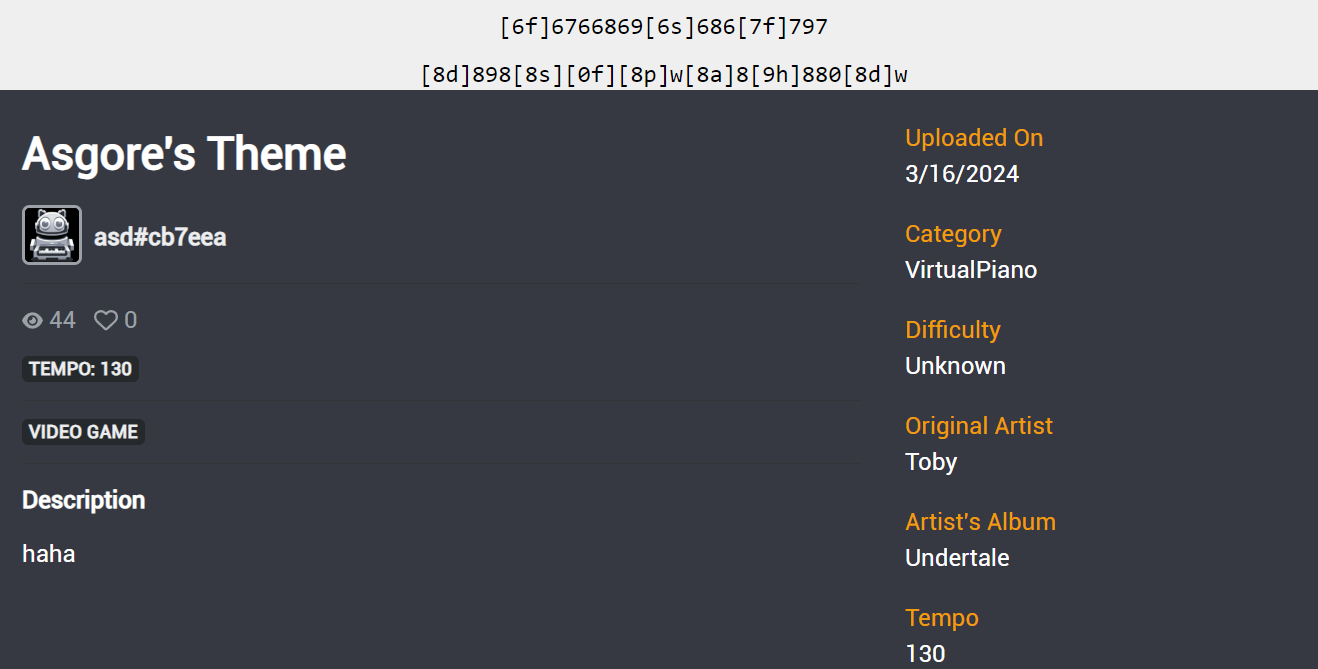 [6f]6766869[6s]686[7f]797
[8d]898[8s][0f][8p]w[8a]8[9h]880[8d]w
Asgore's Theme
asd#cb7eea
44 0
TEMPO: 130
VIDEO GAME
Description
haha
Uploaded On
3/16/2024
Category
VirtualPiano
Difficulty
Unknown
Original Artist
Toby
Artist's Album
Undertale
Tempo
130